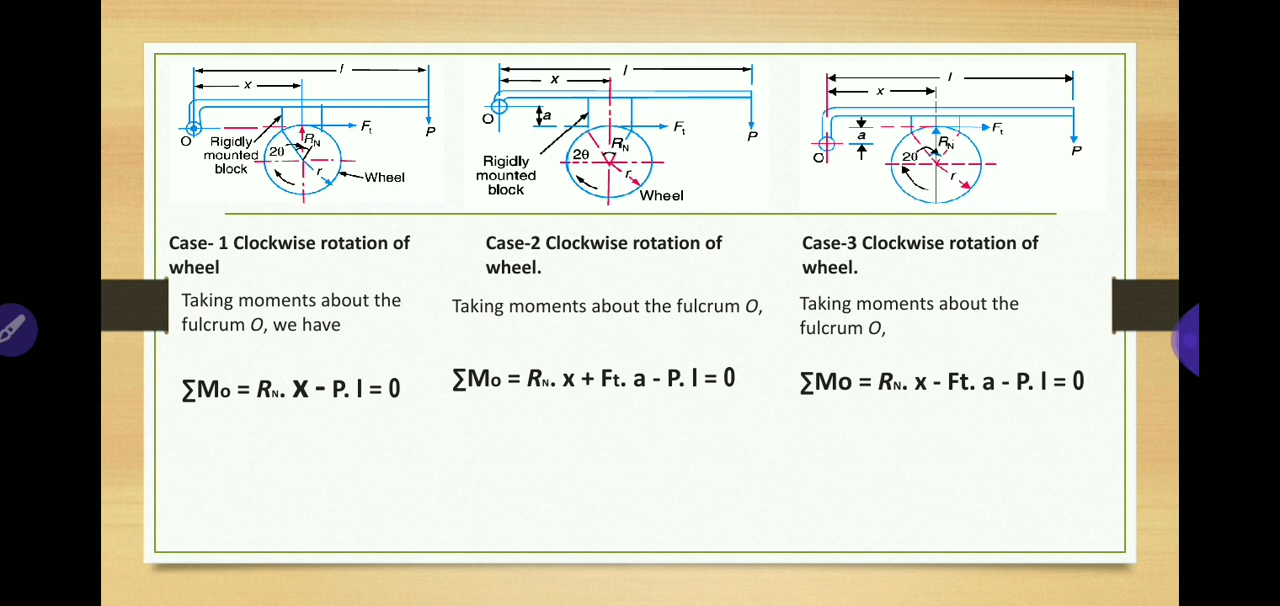 l
x
O
Rigidly
mounted
block
2θ
RN
r
Ft
P
Wheel
l
x
O
a
Rigidly
mounted
block
2θ
RN
r
Ft
P
Wheel
l
x
O
a
2θ
RN
r
Ft
P
Case- 1 Clockwise rotation of
wheel
Taking moments about the
fulcrum O, we have
∑Mo = RN. X - P. l = 0
Case-2 Clockwise rotation of
wheel.
Taking moments about the fulcrum O,
∑Mo = RN. x + Ft. a - P. l = 0
Case-3 Clockwise rotation of
wheel.
Taking moments about the
fulcrum O,
∑Mo = RN. x - Ft. a - P. l = 0